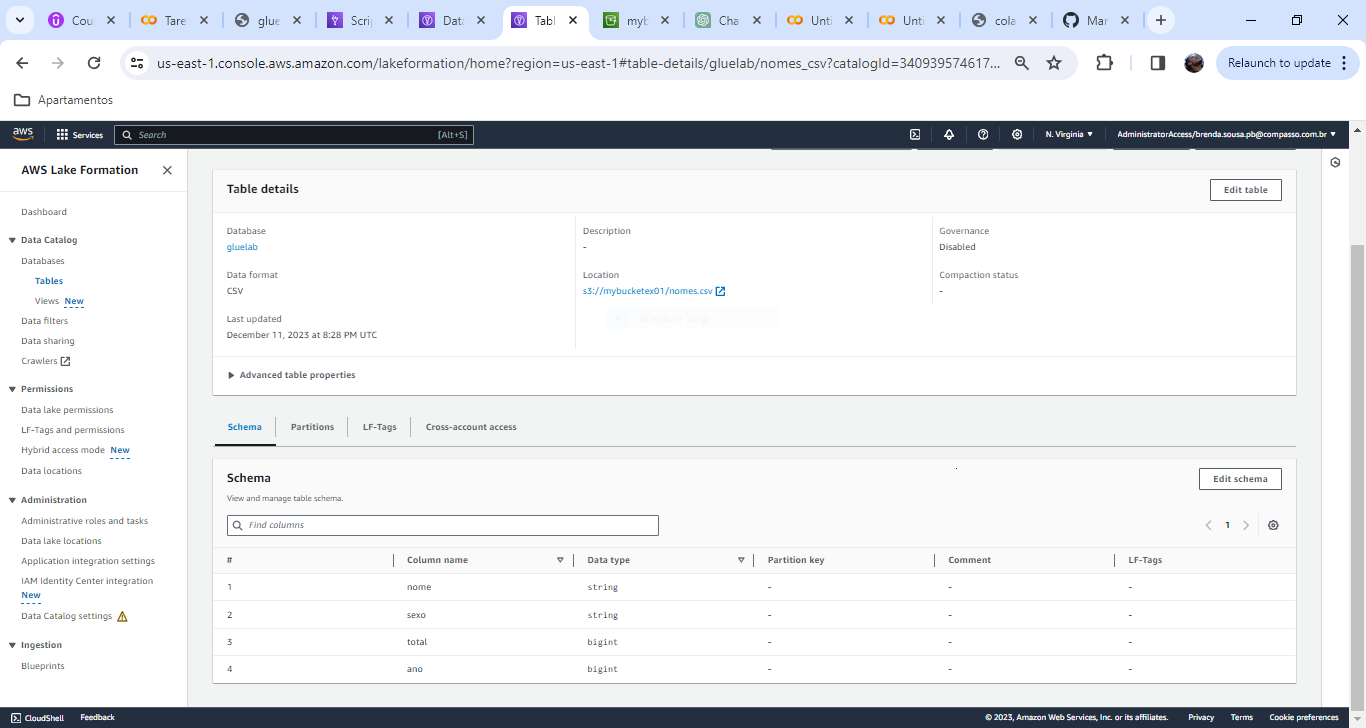 Cou
Tare
glue
Scri
Data
Tabl
myb
Cha
Unti
Unti
cola
Mar
us-east-1.console.aws.amazon.com/lakeformation/home?region=us-east-1#table-details/gluelab/nomes_csv?catalogId=340939574617...
Relaunch to update
Apartamentos
aws
Services
Search
[Alt+S]
N. Virginia
AdministratorAccess/brenda.sousa.pb@compasso.com.br
AWS Lake Formation
Dashboard
Data Catalog
Databases
Tables
Views New
Data filters
Data sharing
Crawlers
Permissions
Data lake permissions
LF-Tags and permissions
Hybrid access mode New
Data locations
Administration
Administrative roles and tasks
Data lake locations
Application integration settings
IAM Identity Center integration
New
Data Catalog settings
Ingestion
Blueprints
Table details
Edit table
Database
gluelab
Description
-
Governance
Disabled
Data format
CSV
Location
s3://mybucketex01/nomes.csv
Compaction status
-
Window Snip
Last updated
December 11, 2023 at 8:28 PM UTC
Advanced table properties
Schema
Partitions
LF-Tags
Cross-account access
Schema
Edit schema
View and manage table schema.
Find columns
1
# Column name Data type Partition key Comment LF-Tags
1 nome string - - -
2 sexo string - - -
3 total bigint - - -
4 ano bigint - - -
CloudShell
Feedback
© 2023, Amazon Web Services, Inc. or its affiliates.
Privacy
Terms
Cookie preferences